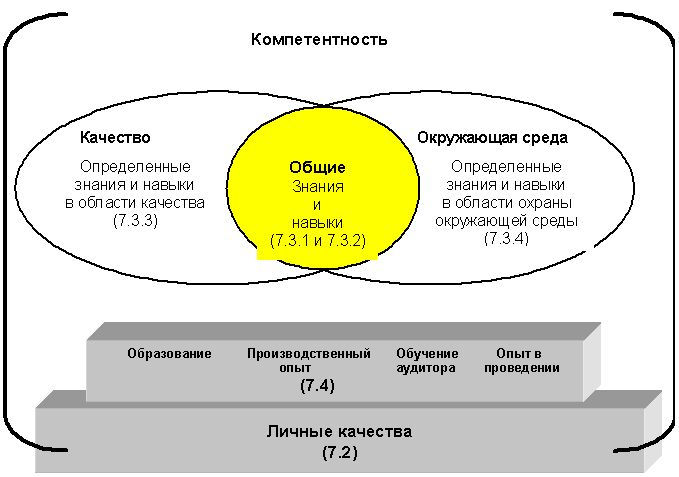 Компетентность
Качество
Определенные
знания и навыки
в области качества
(7.3.3)
Общие
Знания
и
навыки
(7.3.1 и 7.3.2)
Окружающая среда
Определенные
знания и навыки
в области охраны
окружающей среды
(7.3.4)
Образование
Производственный
опыт
(7.4)
Обучение
аудитора
Опыт в
проведении
Личные качества
(7.2)